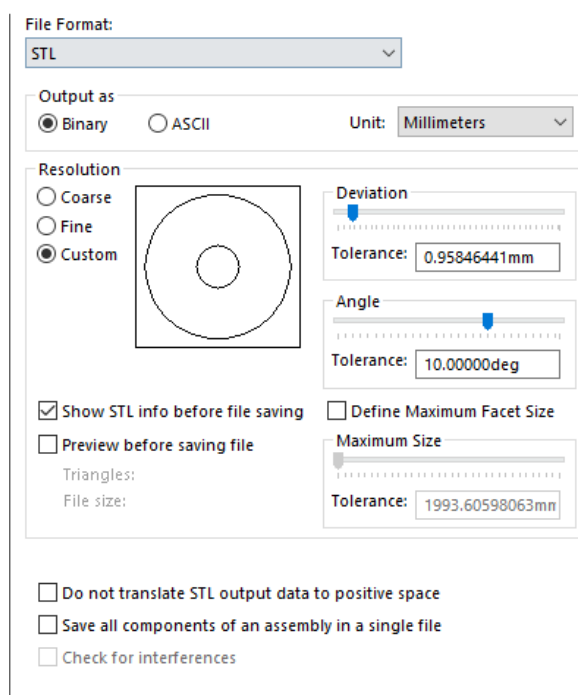 File Format:
STL
Output as
Binary ASCII Unit: Millimeters
Resolution
Coarse
Fine
Custom
Deviation
Tolerance: 0.95846441mm
Angle
Tolerance: 10.00000deg
Show STL info before file saving
Define Maximum Facet Size
Preview before saving file
Triangles:
File size:
Maximum Size
Tolerance: 1993.60598063mm
Do not translate STL output data to positive space
Save all components of an assembly in a single file
Check for interferences